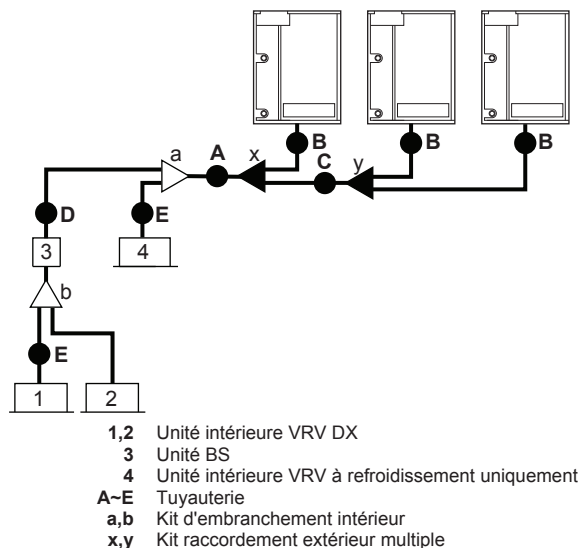 B B B
a A x C y
D E
3 4
b
E
1 2
1,2 Unité intérieure VRV DX
3 Unité BS
4 Unité intérieure VRV à refroidissement uniquement
A~E Tuyauterie
a,b Kit d'embranchement intérieur
x,y Kit raccordement extérieur multiple